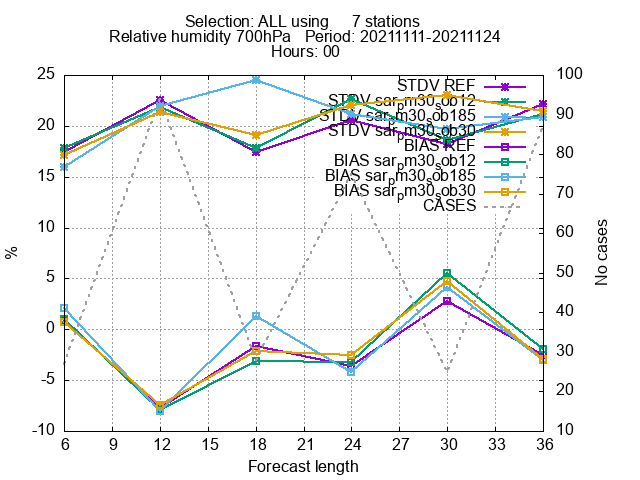 Selection: ALL using 7 stations
Relative humidity 700hPa Period: 20211111-20211124
Hours: 00
25
20
15
10
5
0
-5
-10
%
100
90
80
70
60
50
40
30
20
10
No cases
STDV REF
STDV sar_pm30_sob12
STDV sar_pm30_sob185
STDV sar_pm30_sob30
BIAS REF
BIAS sar_pm30_sob12
BIAS sar_pm30_sob185
BIAS sar_pm30_sob30
CASES
6 9 12 15 18 21 24 27 30 33 36
Forecast length